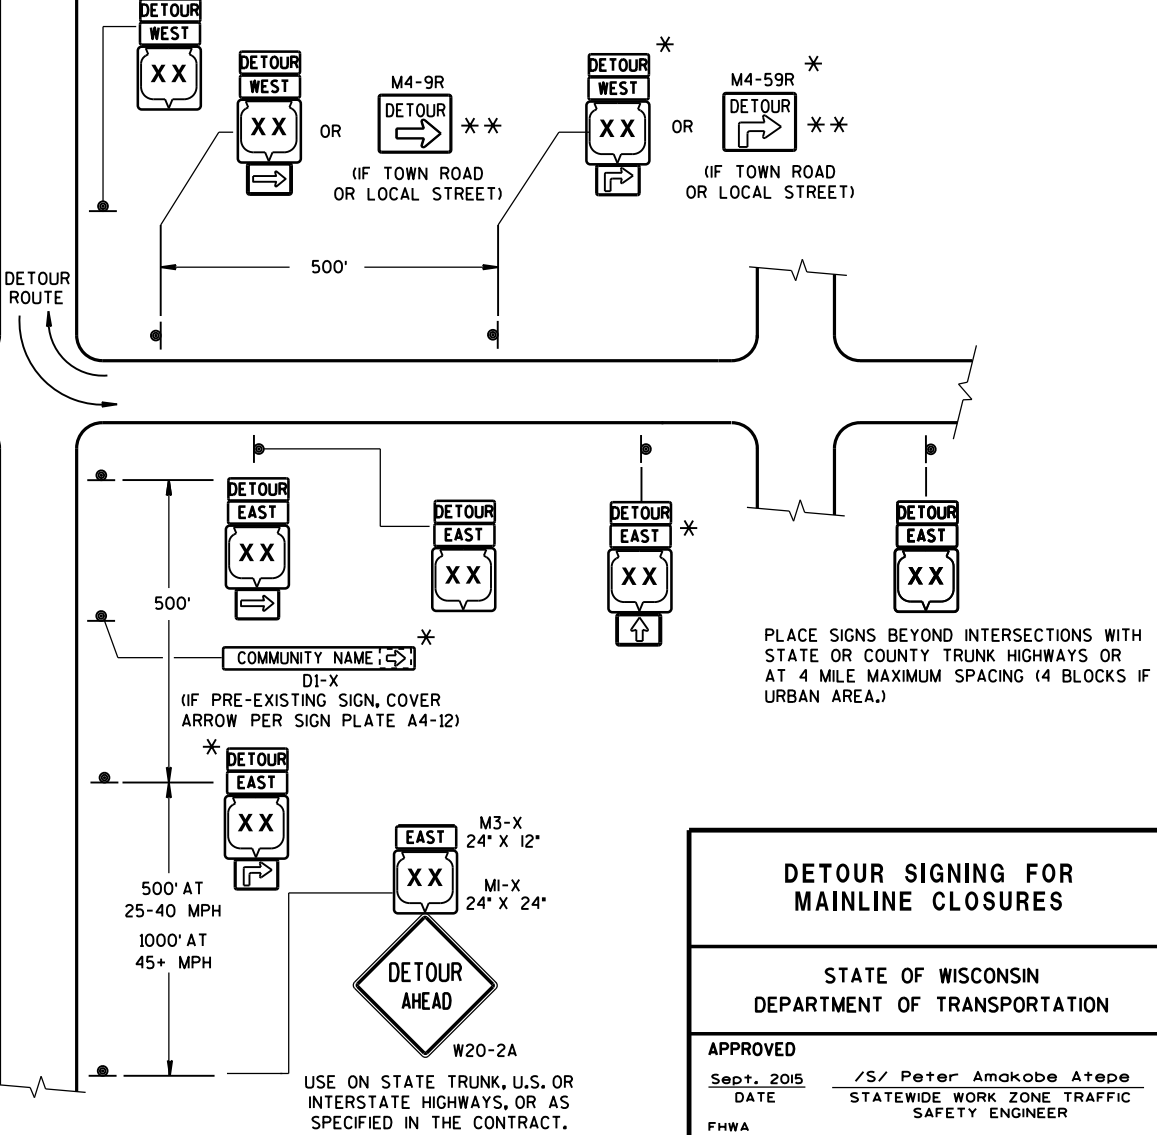 DETOUR
WEST
XX
DETOUR
WEST
XX
OR
M4-9R
DETOUR
**
(IF TOWN ROAD
OR LOCAL STREET)
DETOUR
*
WEST
XX
OR
M4-59R
*
DETOUR
**
(IF TOWN ROAD
OR LOCAL STREET)
500'
DETOUR
ROUTE
DETOUR
EAST
XX
DETOUR
EAST
XX
DETOUR
EAST
*
XX
DETOUR
EAST
XX
500'
COMMUNITY NAME
*
D1-X
(IF PRE-EXISTING SIGN, COVER
ARROW PER SIGN PLATE A4-12)
PLACE SIGNS BEYOND INTERSECTIONS WITH
STATE OR COUNTY TRUNK HIGHWAYS OR
AT 4 MILE MAXIMUM SPACING (4 BLOCKS IF
URBAN AREA.)
*
DETOUR
EAST
XX
500' AT
25-40 MPH
1000' AT
45+ MPH
EAST
M3-X
24" X 12"
XX
M1-X
24" X 24"
DETOUR
AHEAD
W20-2A
USE ON STATE TRUNK, U.S. OR
INTERSTATE HIGHWAYS, OR AS
SPECIFIED IN THE CONTRACT.
DETOUR SIGNING FOR
MAINLINE CLOSURES
STATE OF WISCONSIN
DEPARTMENT OF TRANSPORTATION
APPROVED
Sept. 2015
DATE
/S/ Peter Amakobe Atepe
STATEWIDE WORK ZONE TRAFFIC
SAFETY ENGINEER
FHWA